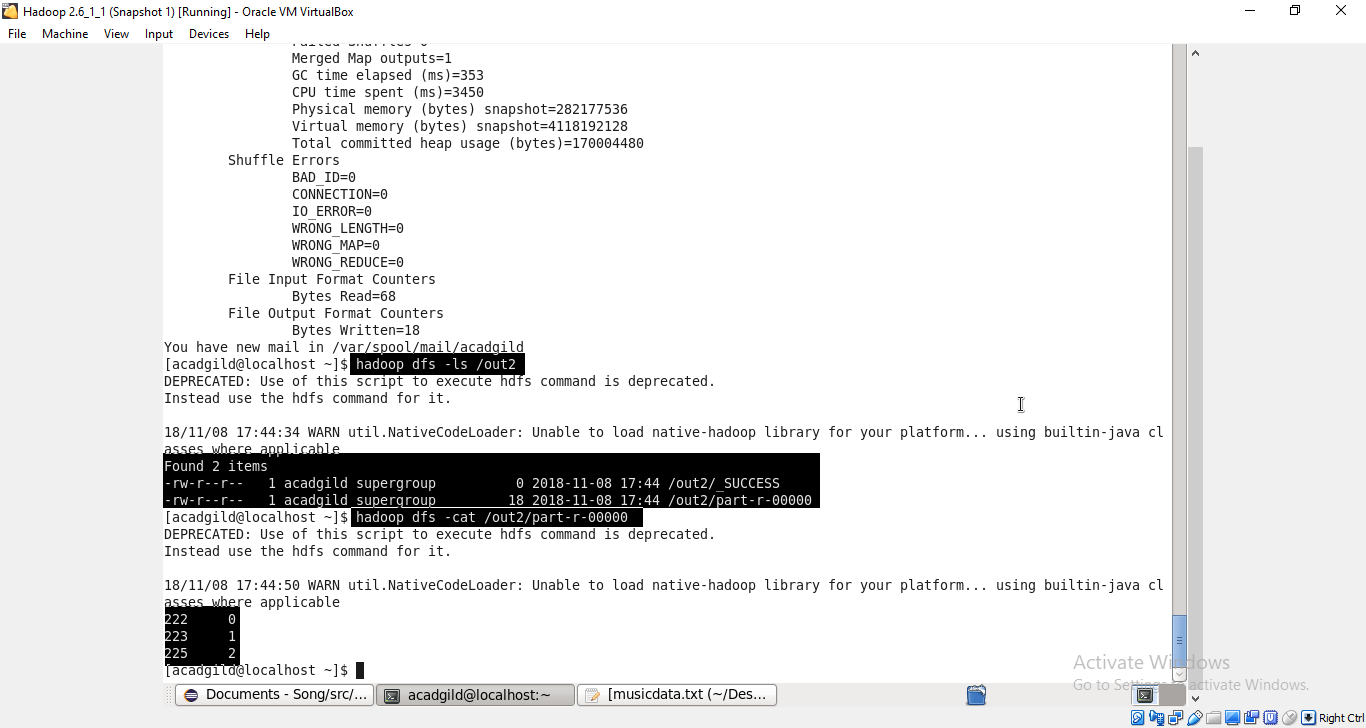 Hadoop 2.6_1_1 (Snapshot 1) [Running] - Oracle VM VirtualBox
File Machine View Input Devices Help
Merged Map outputs=1
GC time elapsed (ms)=353
CPU time spent (ms)=3450
Physical memory (bytes) snapshot=282177536
Virtual memory (bytes) snapshot=4118192128
Total committed heap usage (bytes)=170004480
Shuffle Errors
BAD_ID=0
CONNECTION=0
IO_ERROR=0
WRONG_LENGTH=0
WRONG_MAP=0
WRONG_REDUCE=0
File Input Format Counters
Bytes Read=68
File Output Format Counters
Bytes Written=18
You have new mail in /var/spool/mail/acadgild
[acadgild@localhost ~]$ hadoop dfs -ls /out2
DEPRECATED: Use of this script to execute hdfs command is deprecated.
Instead use the hdfs command for it.
18/11/08 17:44:34 WARN util.NativeCodeLoader: Unable to load native-hadoop library for your platform... using builtin-java cl
asses where applicable
Found 2 items
-rw-r--r-- 1 acadgild supergroup 0 2018-11-08 17:44 /out2/_SUCCESS
-rw-r--r-- 1 acadgild supergroup 18 2018-11-08 17:44 /out2/part-r-00000
[acadgild@localhost ~]$ hadoop dfs -cat /out2/part-r-00000
DEPRECATED: Use of this script to execute hdfs command is deprecated.
Instead use the hdfs command for it.
18/11/08 17:44:50 WARN util.NativeCodeLoader: Unable to load native-hadoop library for your platform... using builtin-java cl
asses where applicable
222 0
223 1
225 2
[acadgild@localhost ~]$
Activate Windows
Go to Settings to activate Windows.
Documents - Song/src/... acadgild@localhost:~ [musicdata.txt (~/Des...
Right Ctrl